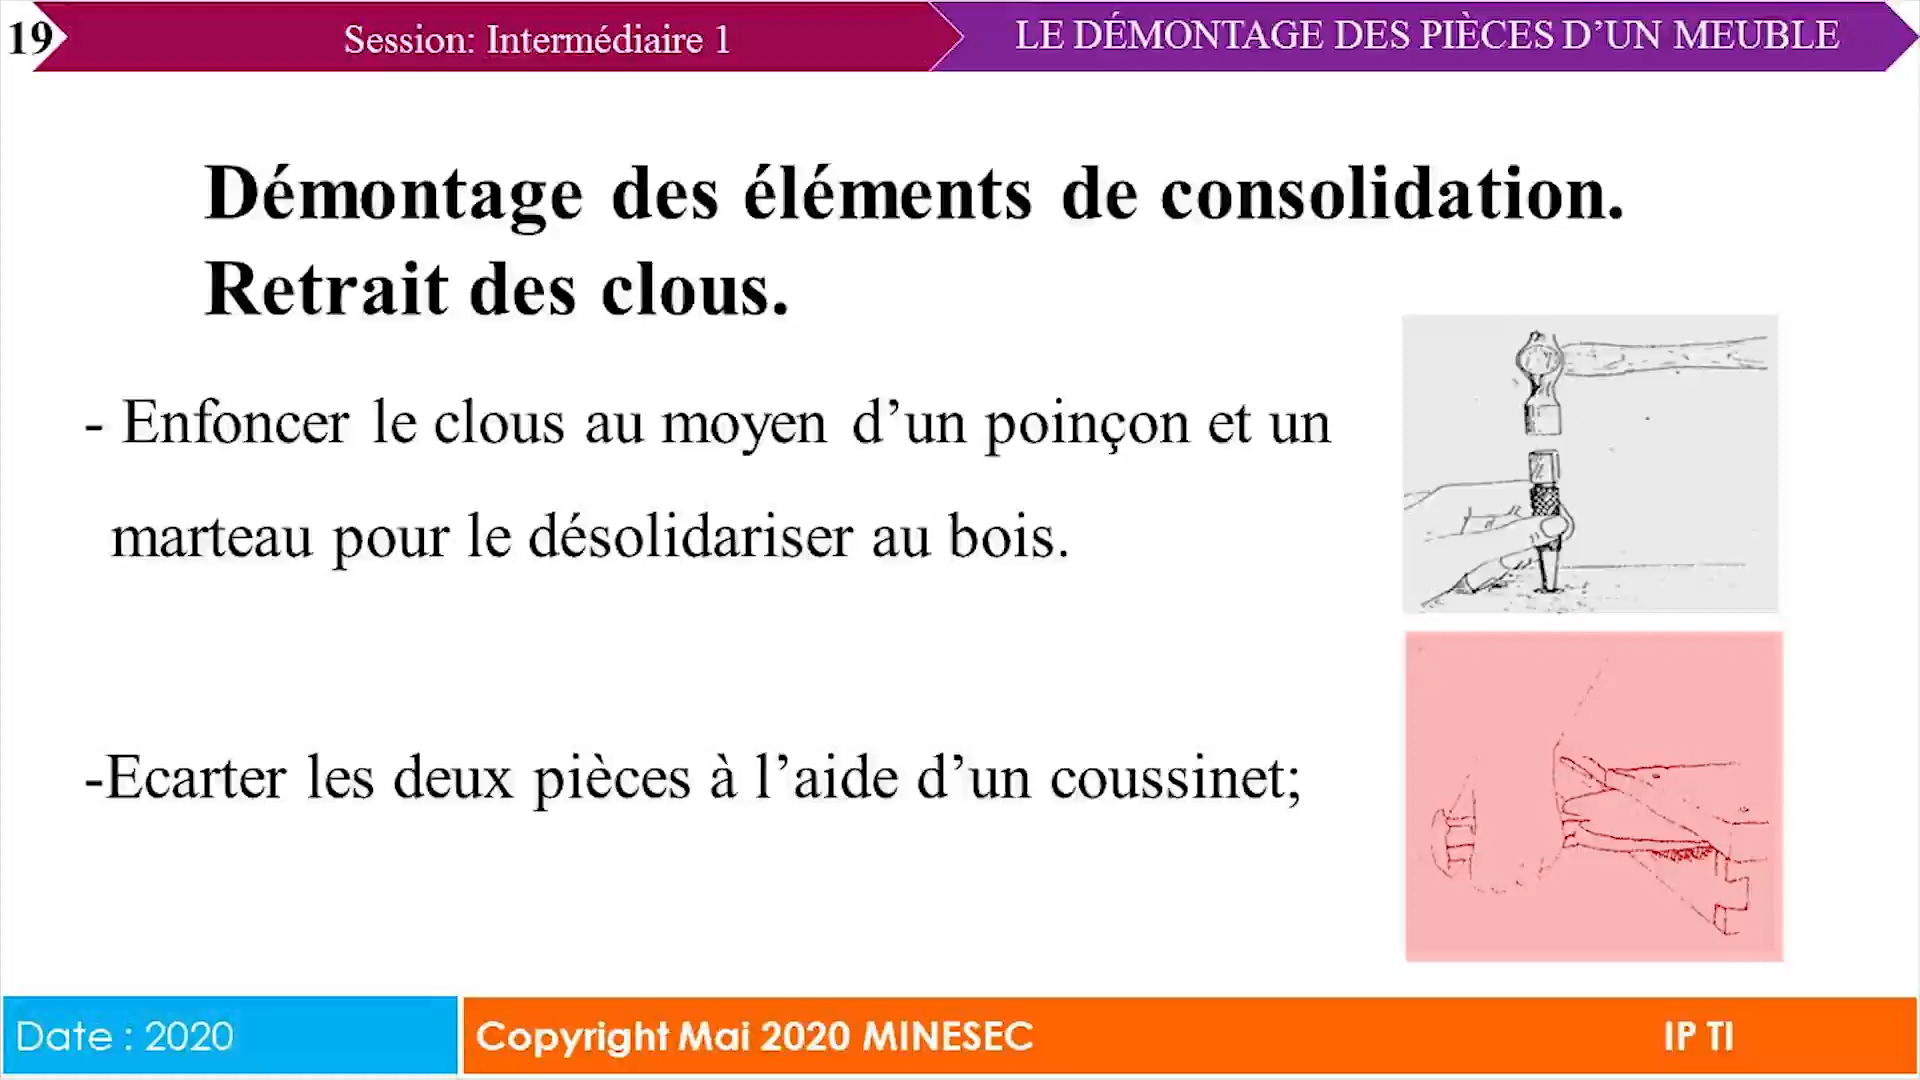 19
Session: Intermédiaire 1
LE DÉMONTAGE DES PIÈCES D’UN MEUBLE
Démontage des éléments de consolidation.
Retrait des clous.
- Enfoncer le clous au moyen d’un poinçon et un
marteau pour le désolidariser au bois.
-Ecarter les deux pièces à l’aide d’un coussinet;
Date : 2020
Copyright Mai 2020 MINESEC
IP TI